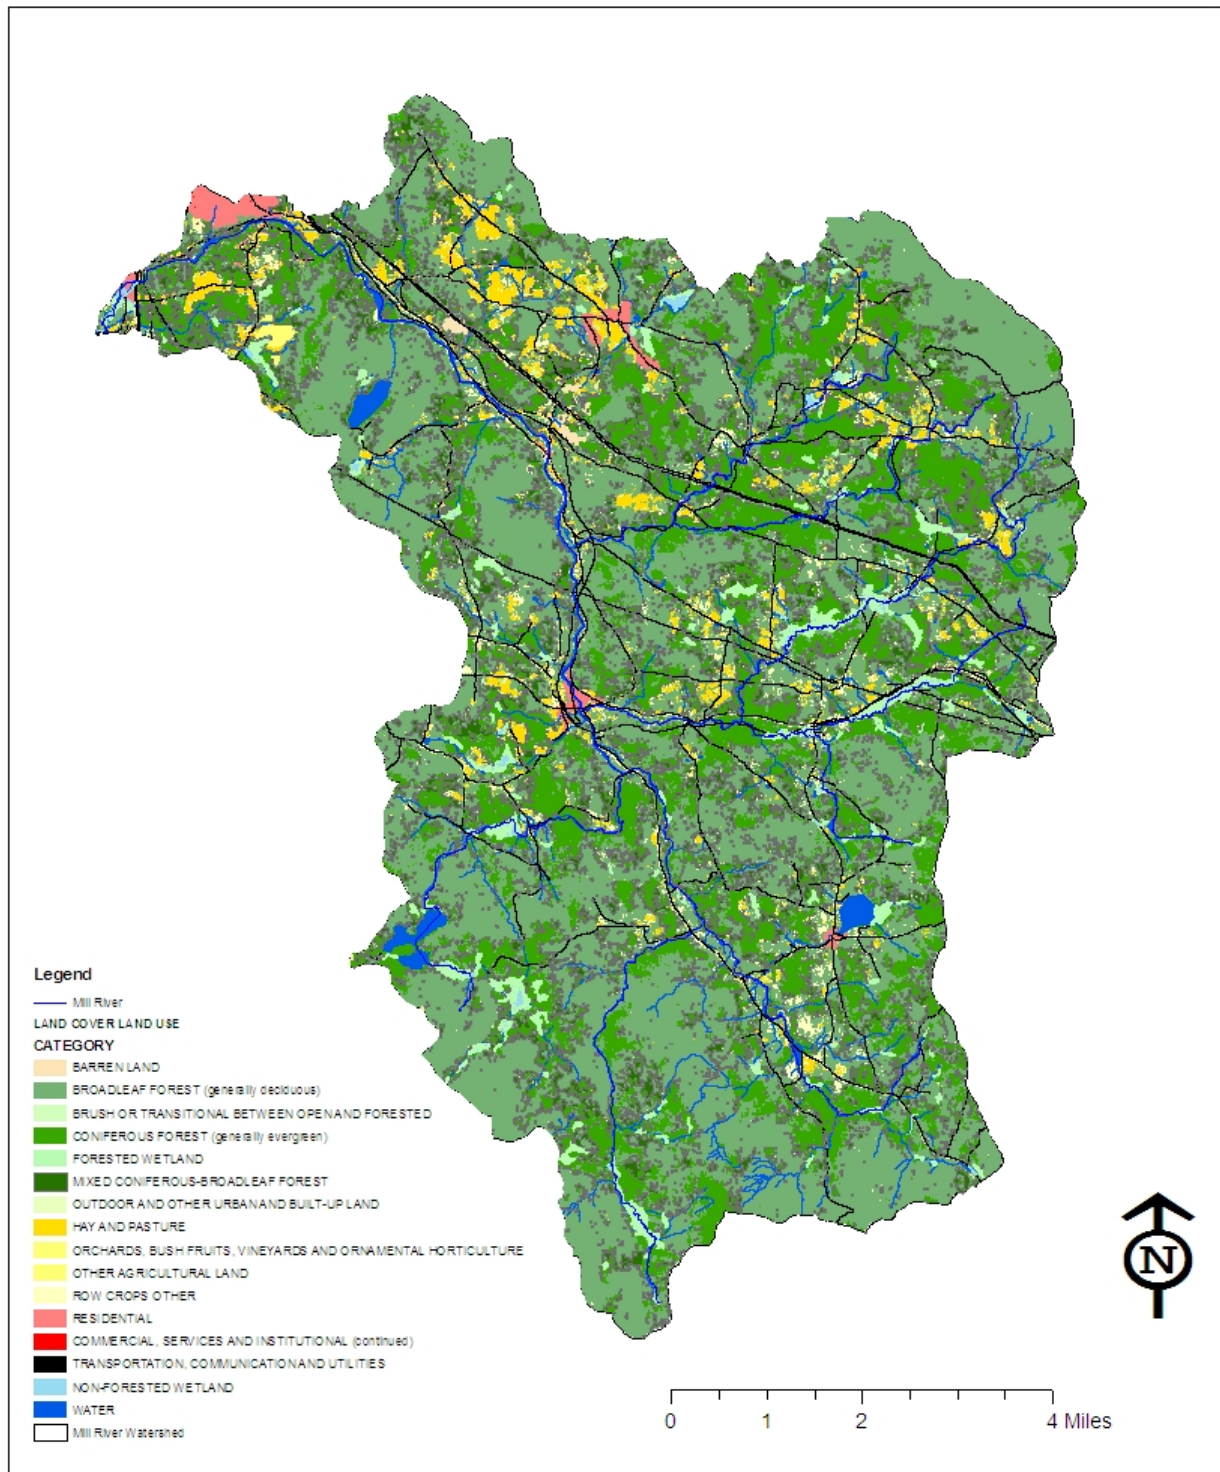 Legend
Mill River
LAND COVER LAND USE
CATEGORY
BARREN LAND
BROADLEAF FOREST (generally deciduous)
BRUSH OR TRANSITIONAL BETWEEN OPEN AND FORESTED
CONIFEROUS FOREST (generally evergreen)
FORESTED WETLAND
MIXED CONIFEROUS-BROADLEAF FOREST
OUTDOOR AND OTHER URBAN AND BUILT-UP LAND
HAY AND PASTURE
ORCHARDS, BUSH FRUITS, VINEYARDS AND ORNAMENTAL HORTICULTURE
OTHER AGRICULTURAL LAND
ROW CROPS OTHER
RESIDENTIAL
COMMERCIAL, SERVICES AND INSTITUTIONAL (continued)
TRANSPORTATION, COMMUNICATION AND UTILITIES
NON-FORESTED WETLAND
WATER
Mill River Watershed
N
0 1 2 4 Miles